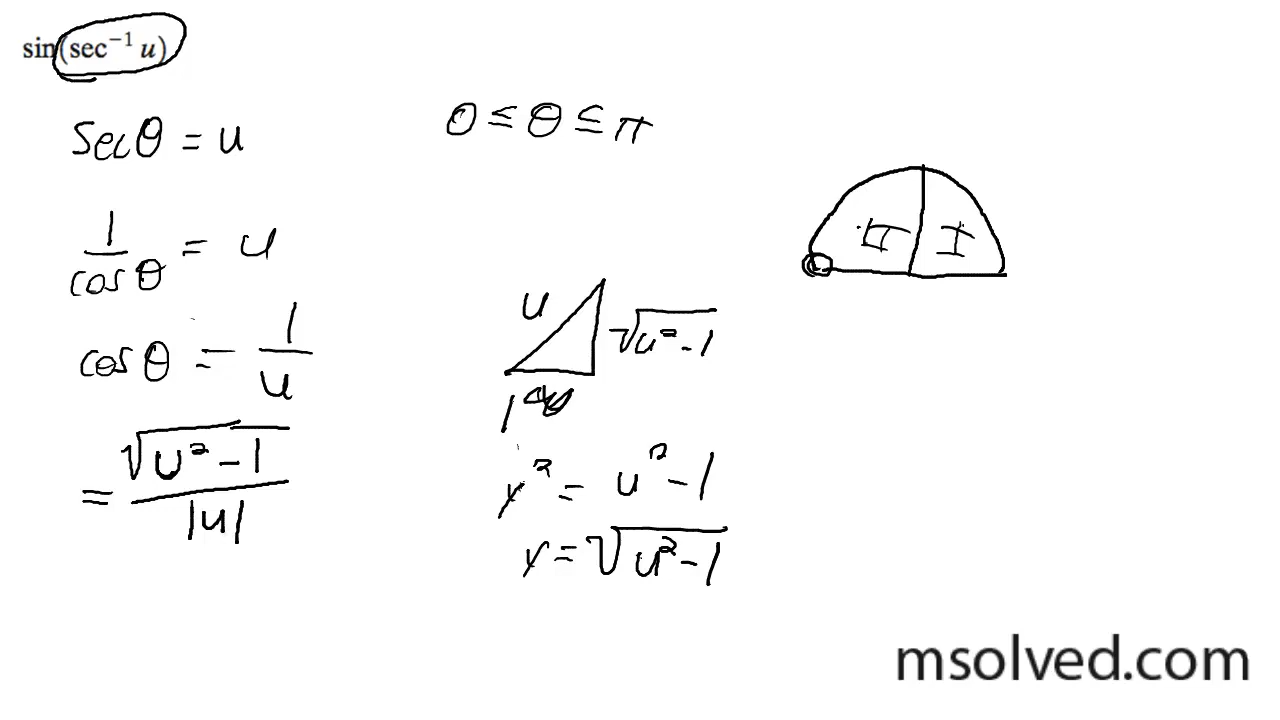 sin(sec⁻¹ u)
secθ = u
0 ≤ θ ≤ π
1/cosθ = u
II I
cosθ = 1/u
u √u²-1
1
= √u²-1/|u|
y² = u²-1
y = √u²-1
msolved.com